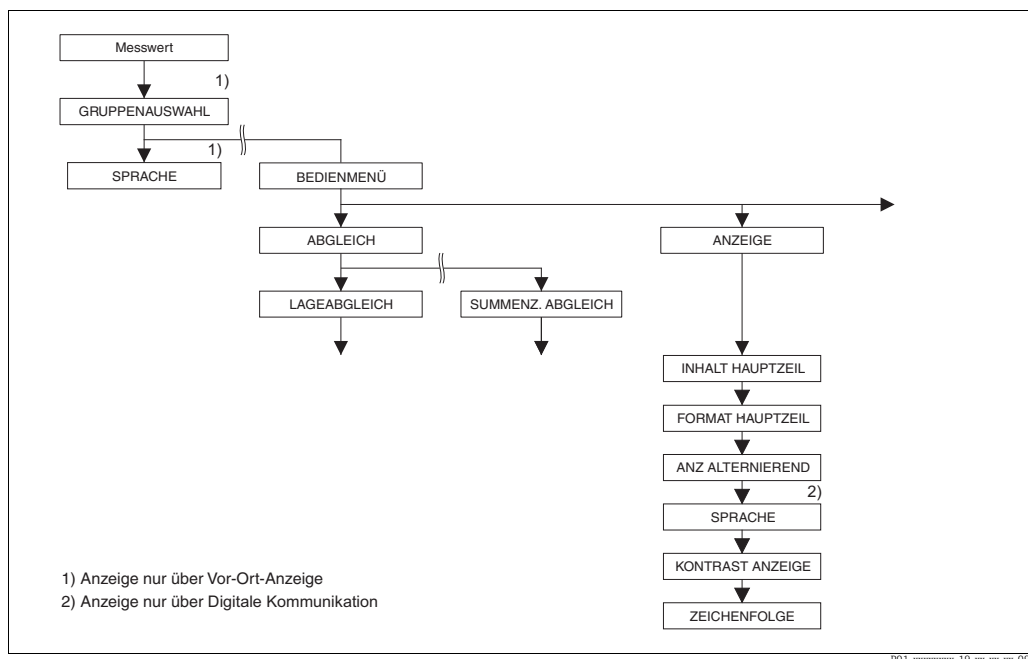 Messwert
1)
GRUPPENAUSWAHL
1)
SPRACHE
BEDIENMENÜ
ABGLEICH
ANZEIGE
LAGEABGLEICH
SUMMENZ. ABGLEICH
INHALT HAUPTZEIL
FORMAT HAUPTZEIL
ANZ ALTERNIEREND
2)
SPRACHE
KONTRAST ANZEIGE
ZEICHENFOLGE
1) Anzeige nur über Vor-Ort-Anzeige
2) Anzeige nur über Digitale Kommunikation